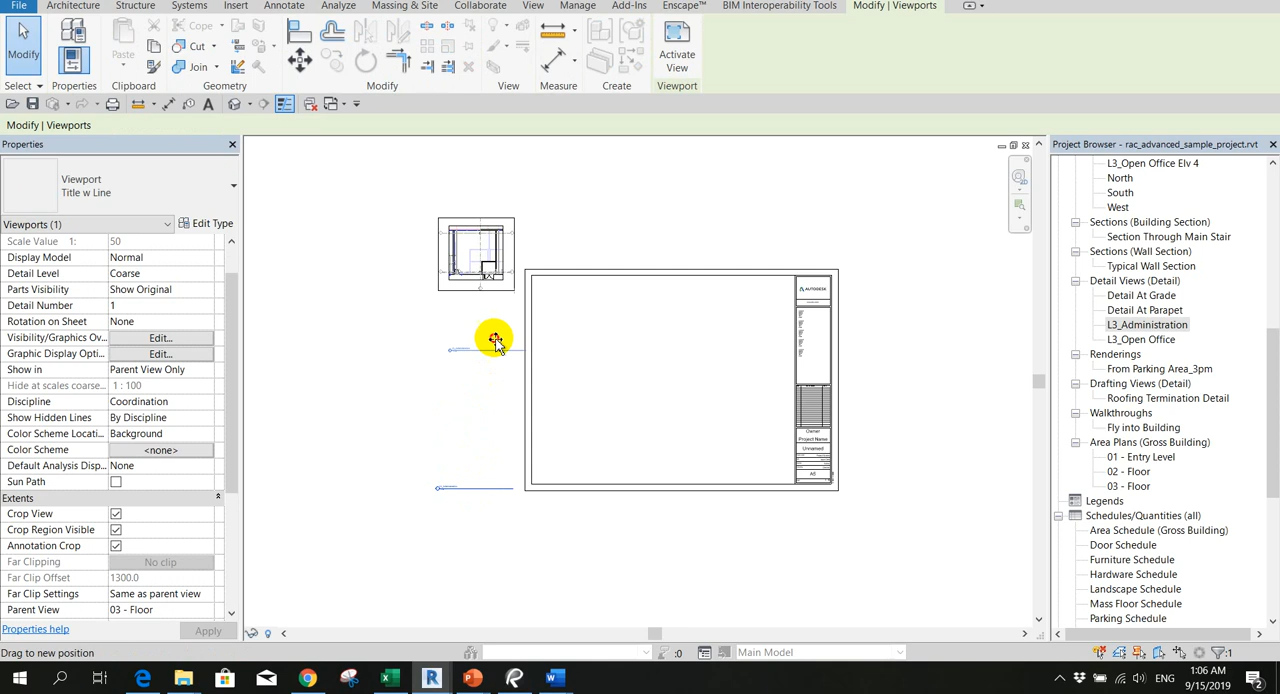 File Architecture Structure Systems Insert Annotate Analyze Massing & Site Collaborate View Manage Add-Ins Enscape™ BIM Interoperability Tools Modify | Viewports
Modify
Paste
Cope
Cut
Join
Activate
View
Select Properties Clipboard Geometry Modify View Measure Create Viewport
Modify | Viewports
Properties
Viewport
Title w Line
Viewports (1)
Edit Type
Scale Value 1: 50
Display Model Normal
Detail Level Coarse
Parts Visibility Show Original
Detail Number 1
Rotation on Sheet None
Visibility/Graphics Ov... Edit...
Graphic Display Opti... Edit...
Show in Parent View Only
Hide at scales coarse... 1 : 100
Discipline Coordination
Show Hidden Lines By Discipline
Color Scheme Locati... Background
Color Scheme <none>
Default Analysis Disp... None
Sun Path
Extents
Crop View
Crop Region Visible
Annotation Crop
Far Clipping No clip
Far Clip Offset 1300.0
Far Clip Settings Same as parent view
Parent View 03 - Floor
Properties help
Apply
AUTODESK
Owner
Project Name
Unnamed
Project Browser - rac_advanced_sample_project.rvt
L3_Open Office Elv 4
North
South
West
Sections (Building Section)
Section Through Main Stair
Sections (Wall Section)
Typical Wall Section
Detail Views (Detail)
Detail At Grade
Detail At Parapet
L3_Administration
L3_Open Office
Renderings
From Parking Area_3pm
Drafting Views (Detail)
Roofing Termination Detail
Walkthroughs
Fly into Building
Area Plans (Gross Building)
01 - Entry Level
02 - Floor
03 - Floor
Legends
Schedules/Quantities (all)
Area Schedule (Gross Building)
Door Schedule
Furniture Schedule
Hardware Schedule
Landscape Schedule
Mass Floor Schedule
Parking Schedule
Drag to new position
:0
Main Model
:1
ENG
1:06 AM
9/15/2019
2